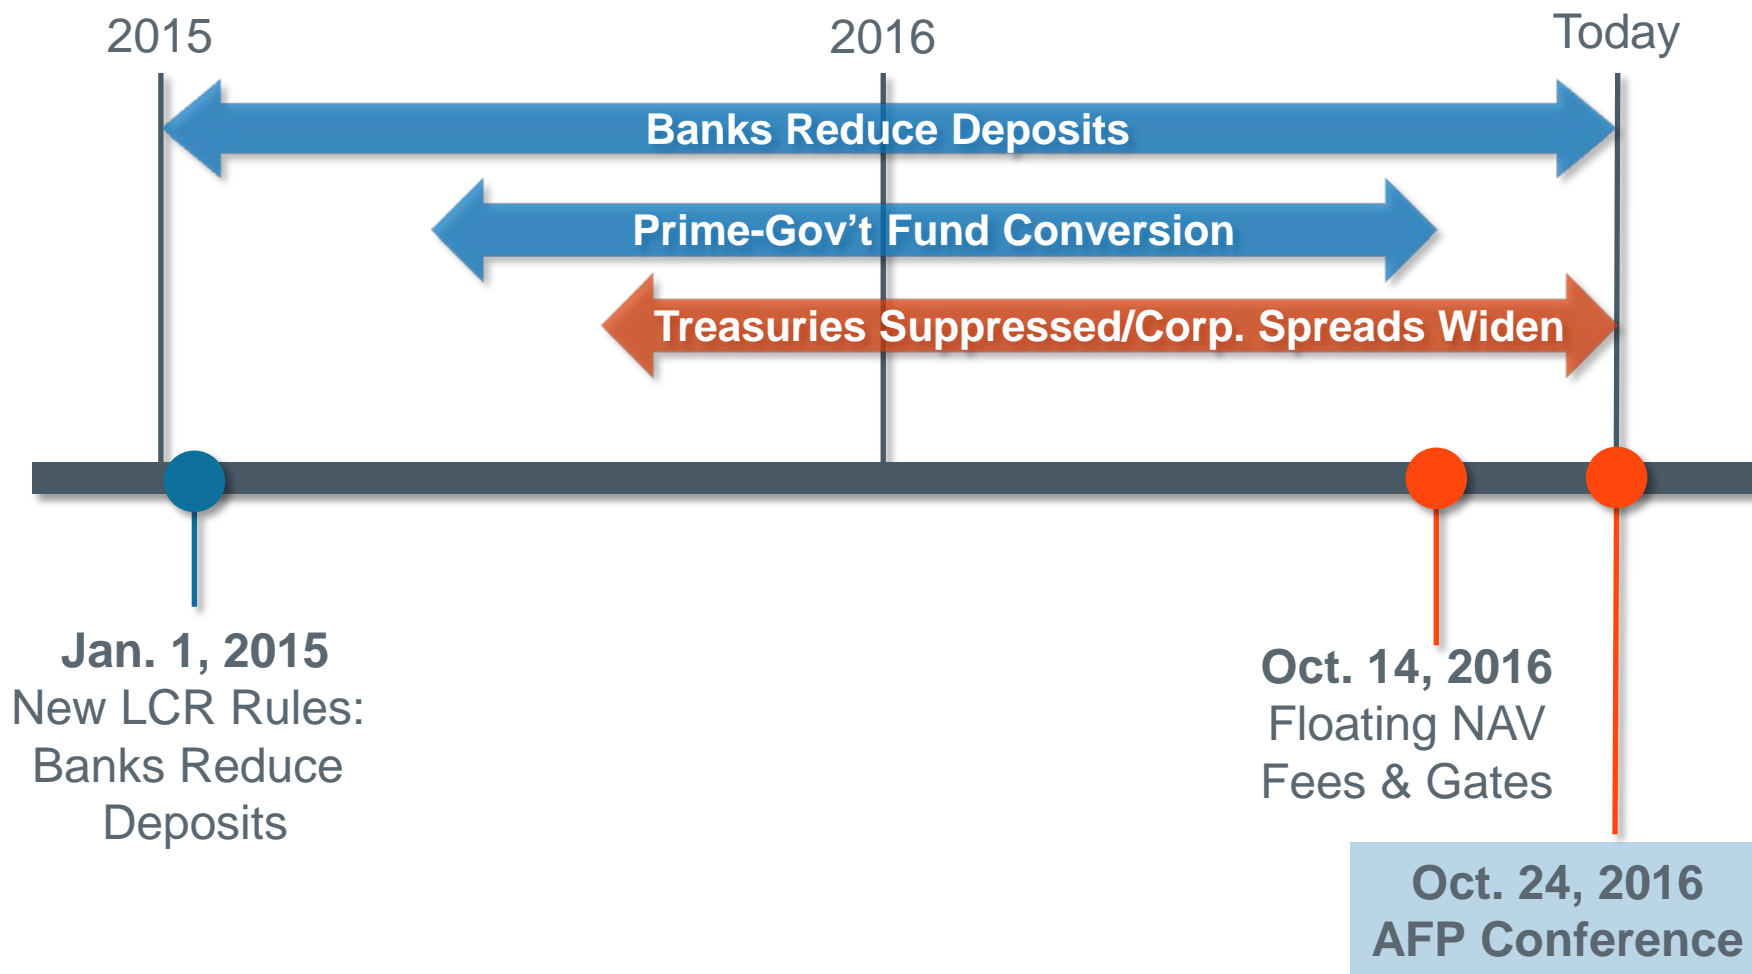 2015
2016
Today
Banks Reduce Deposits
Prime-Gov’t Fund Conversion
Treasuries Suppressed/Corp. Spreads Widen
Jan. 1, 2015
New LCR Rules:
Banks Reduce
Deposits
Oct. 14, 2016
Floating NAV
Fees & Gates
Oct. 24, 2016
AFP Conference